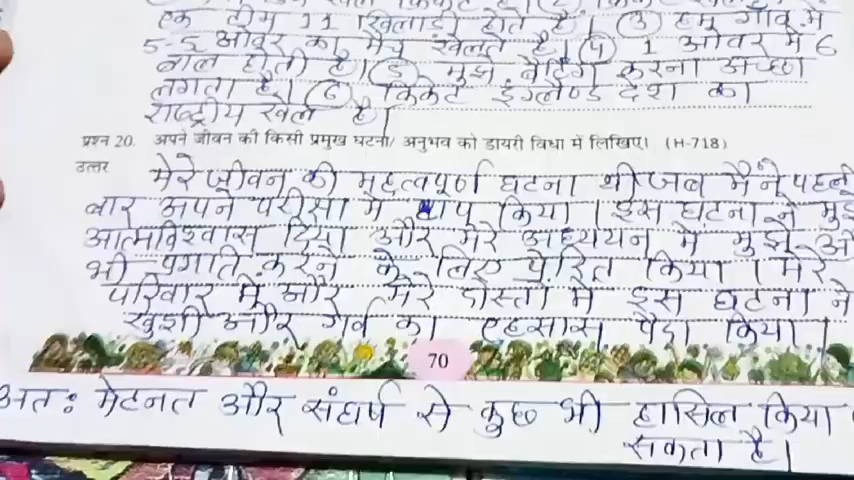 एक टीम 11 खिलाडी होते है। ③ हम गाँव में
5-5 ओवर का मैच खेलते है। ④ 1 ओवर में 6
बाल होती है। ⑤ मुझे बैटिंग करना अच्छा
लगता है। ⑥ क्रिकेट इंग्लैण्ड देश का
राष्ट्रीय खेल है।
प्रश्न 20. अपने जीवन की किसी प्रमुख घटना/ अनुभव को डायरी विधा में लिखिए। (H-718)
उत्तर
मेरे जीवन की महत्वपूर्ण घटना थी जब मैंने पहली
बार अपने परीक्षा में टाप किया। इस घटना ने मुझे
आत्मविश्वास दिया और मेरे अध्ययन में मुझे
भी प्रगति करने के लिए प्रेरित किया। मेरे
परिवार में और मेरे दोस्तो में इस घटना ने
खुशी और गर्व का एहसास पैदा किया।
70
अतः मेहनत और संघर्ष से कुछ भी हासिल किया
सकता है।